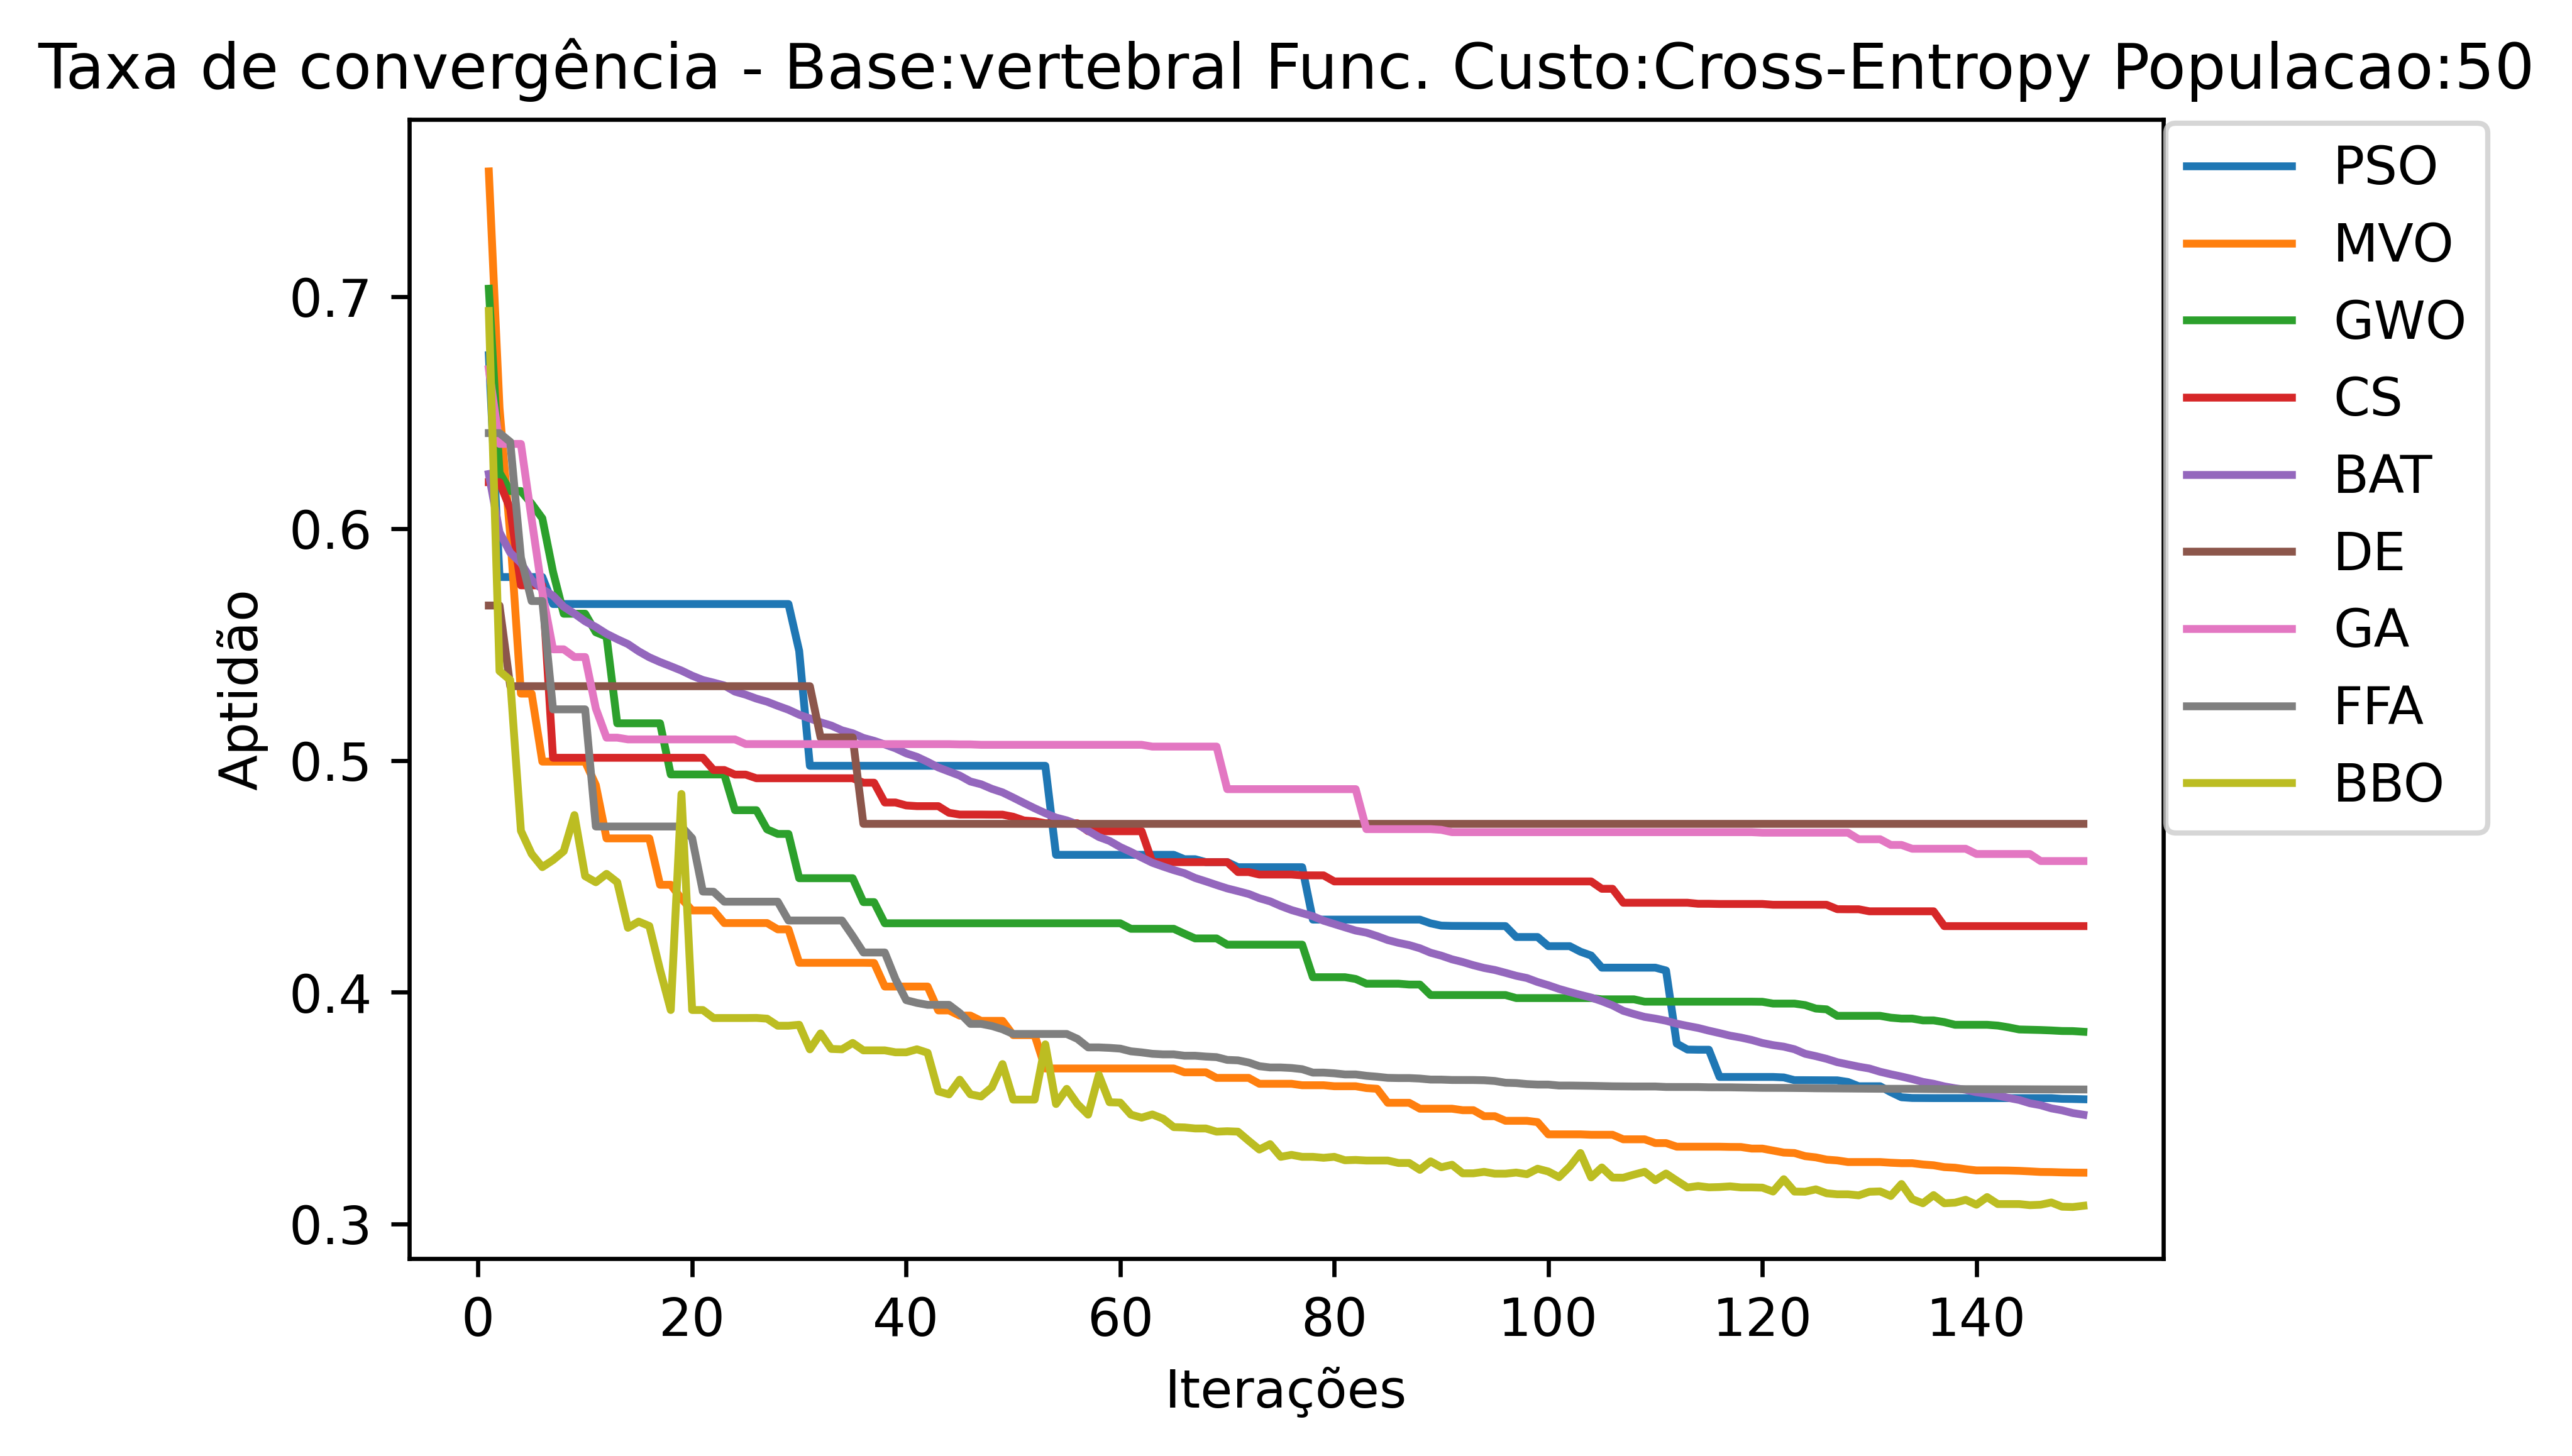 Taxa de convergência - Base:vertebral Func. Custo:Cross-Entropy Populacao:50
PSO
MVO
GWO
CS
BAT
DE
GA
FFA
BBO
Aptidão
0.7
0.6
0.5
0.4
0.3
0 20 40 60 80 100 120 140
Iterações